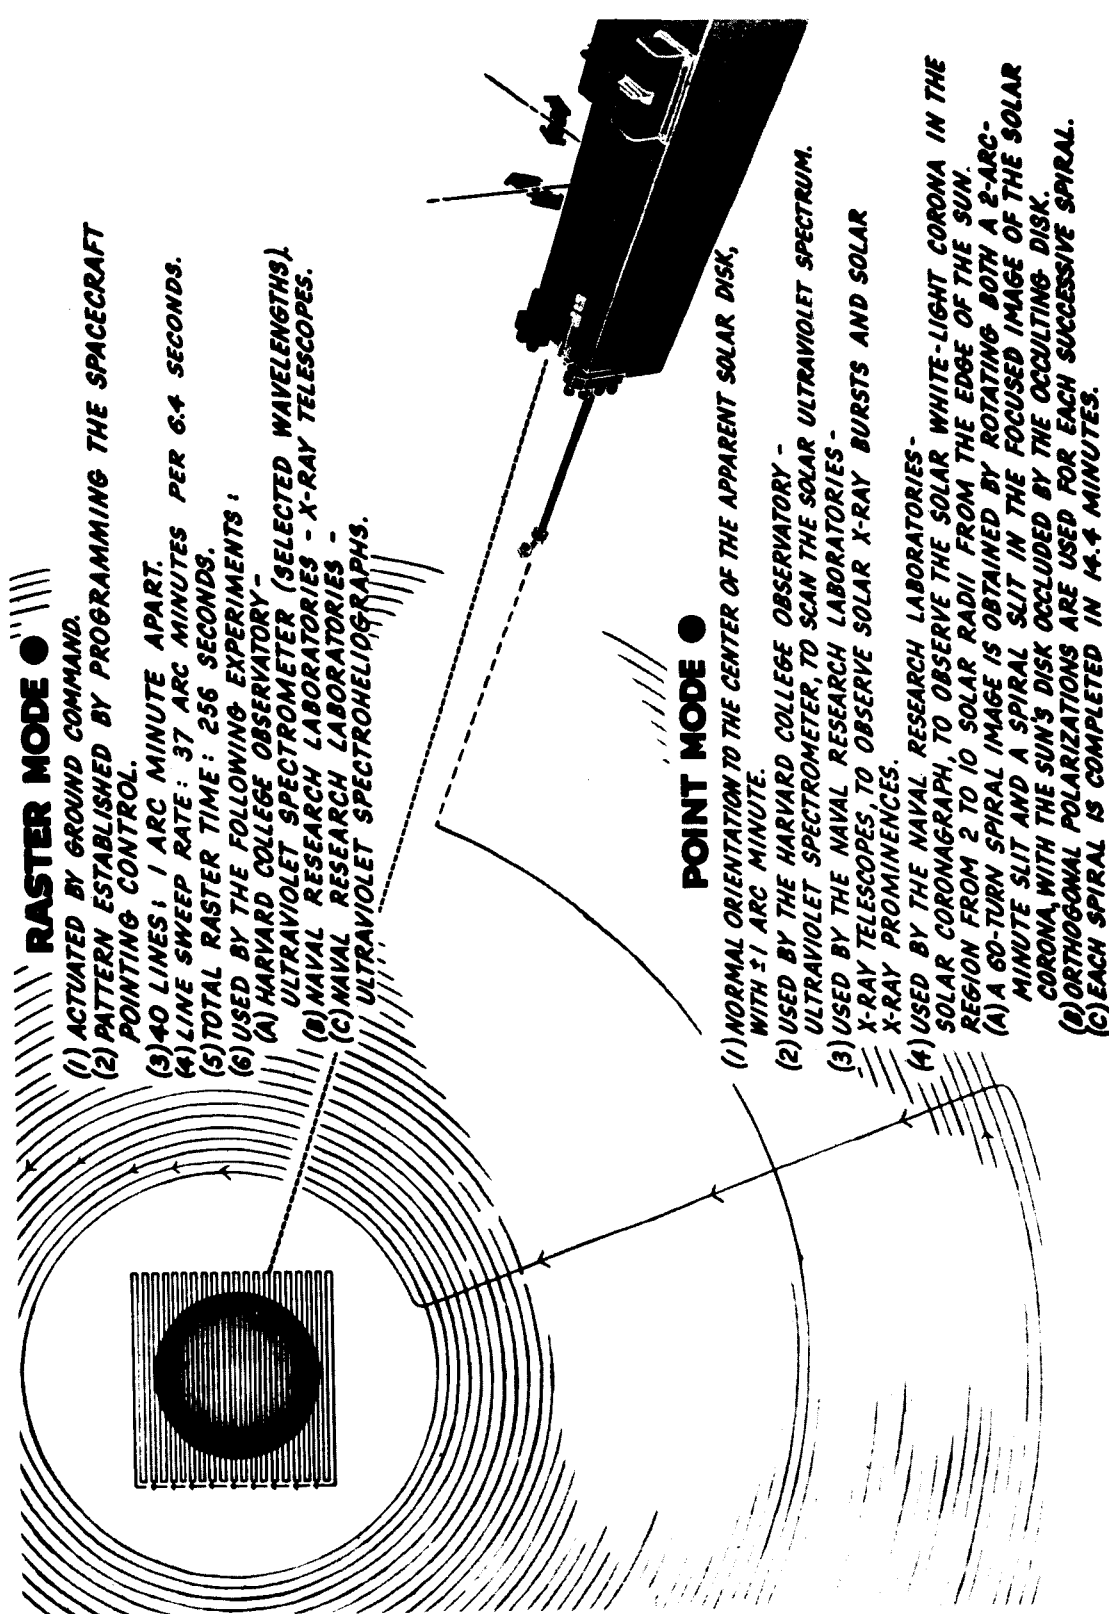 RASTER MODE ●
(1) ACTUATED BY GROUND COMMAND.
(2) PATTERN ESTABLISHED BY PROGRAMMING THE SPACECRAFT
POINTING CONTROL.
(3) 40 LINES; 1 ARC MINUTE APART.
(4) LINE SWEEP RATE: 37 ARC MINUTES PER 6.4 SECONDS.
(5) TOTAL RASTER TIME: 256 SECONDS.
(6) USED BY THE FOLLOWING EXPERIMENTS:
(A) HARVARD COLLEGE OBSERVATORY-
ULTRAVIOLET SPECTROMETER (SELECTED WAVELENGTHS).
(B) NAVAL RESEARCH LABORATORIES - X-RAY TELESCOPES.
(C) NAVAL RESEARCH LABORATORIES -
ULTRAVIOLET SPECTROHELIOGRAPHS.
POINT MODE ●
(1) NORMAL ORIENTATION TO THE CENTER OF THE APPARENT SOLAR DISK,
WITH ±1 ARC MINUTE.
(2) USED BY THE HARVARD COLLEGE OBSERVATORY-
ULTRAVIOLET SPECTROMETER, TO SCAN THE SOLAR ULTRAVIOLET SPECTRUM.
(3) USED BY THE NAVAL RESEARCH LABORATORIES-
X-RAY TELESCOPES, TO OBSERVE SOLAR X-RAY BURSTS AND SOLAR
X-RAY PROMINENCES.
(4) USED BY THE NAVAL RESEARCH LABORATORIES-
SOLAR CORONAGRAPH, TO OBSERVE THE SOLAR WHITE-LIGHT CORONA IN THE
REGION FROM 2 TO 10 SOLAR RADII FROM THE EDGE OF THE SUN.
(A) A 60-TURN SPIRAL IMAGE IS OBTAINED BY ROTATING BOTH A 2-ARC-
MINUTE SLIT AND A SPIRAL SLIT IN THE FOCUSED IMAGE OF THE SOLAR
CORONA, WITH THE SUN'S DISK OCCLUDED BY THE OCCULTING DISK.
(B) ORTHOGONAL POLARIZATIONS ARE USED FOR EACH SUCCESSIVE SPIRAL.
(C) EACH SPIRAL IS COMPLETED IN 14.4 MINUTES.